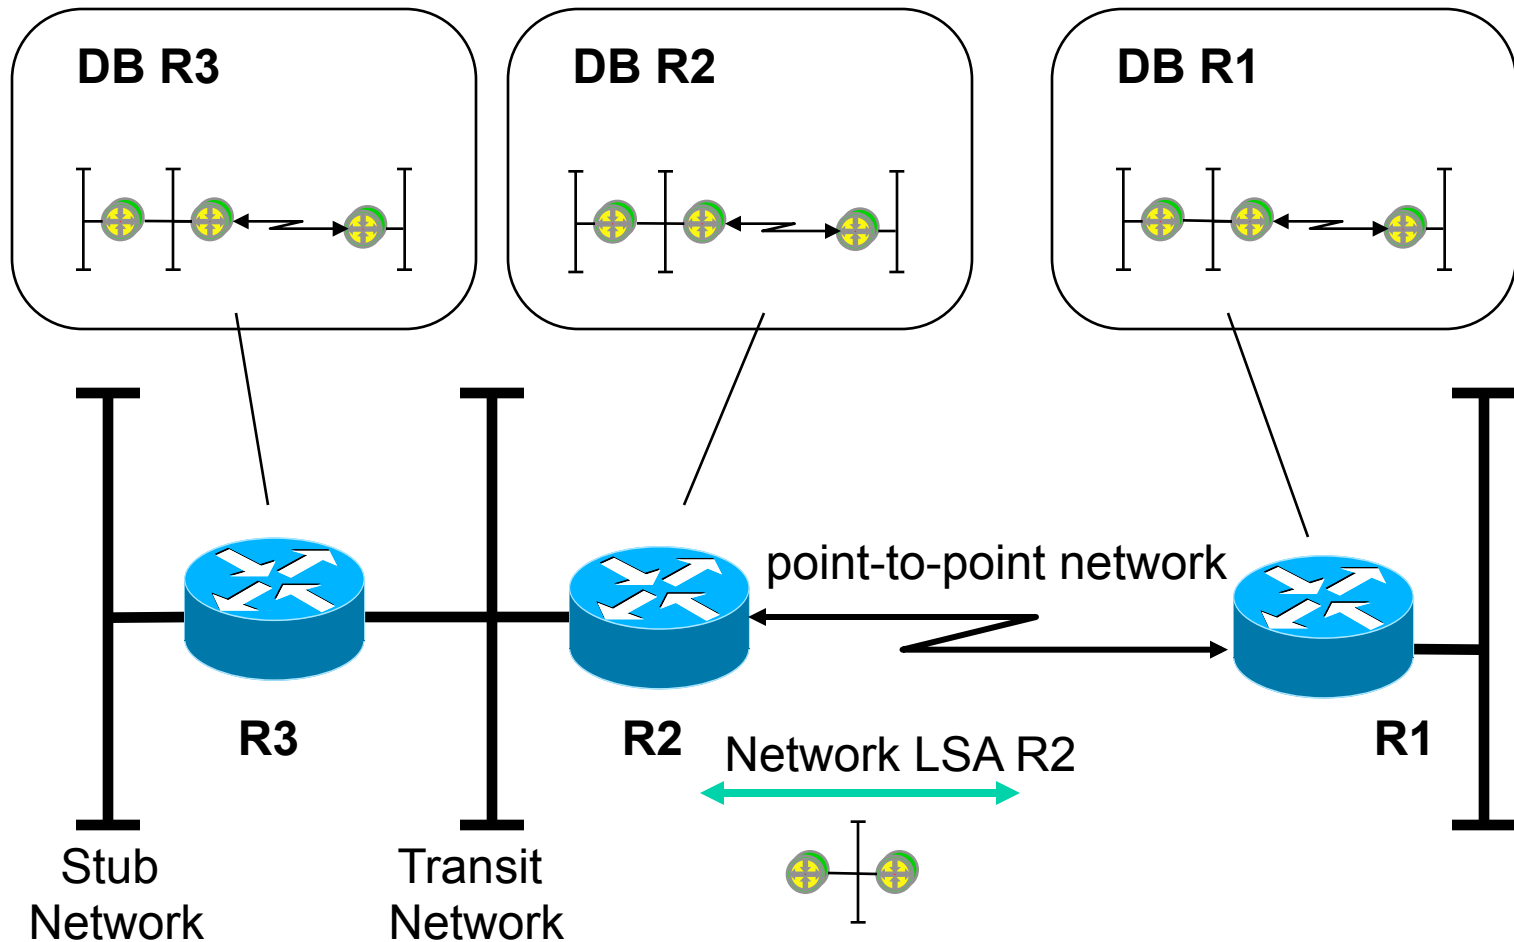 DB R3
DB R2
DB R1
point-to-point network
R3
R2
R1
Network LSA R2
Stub
Network
Transit
Network